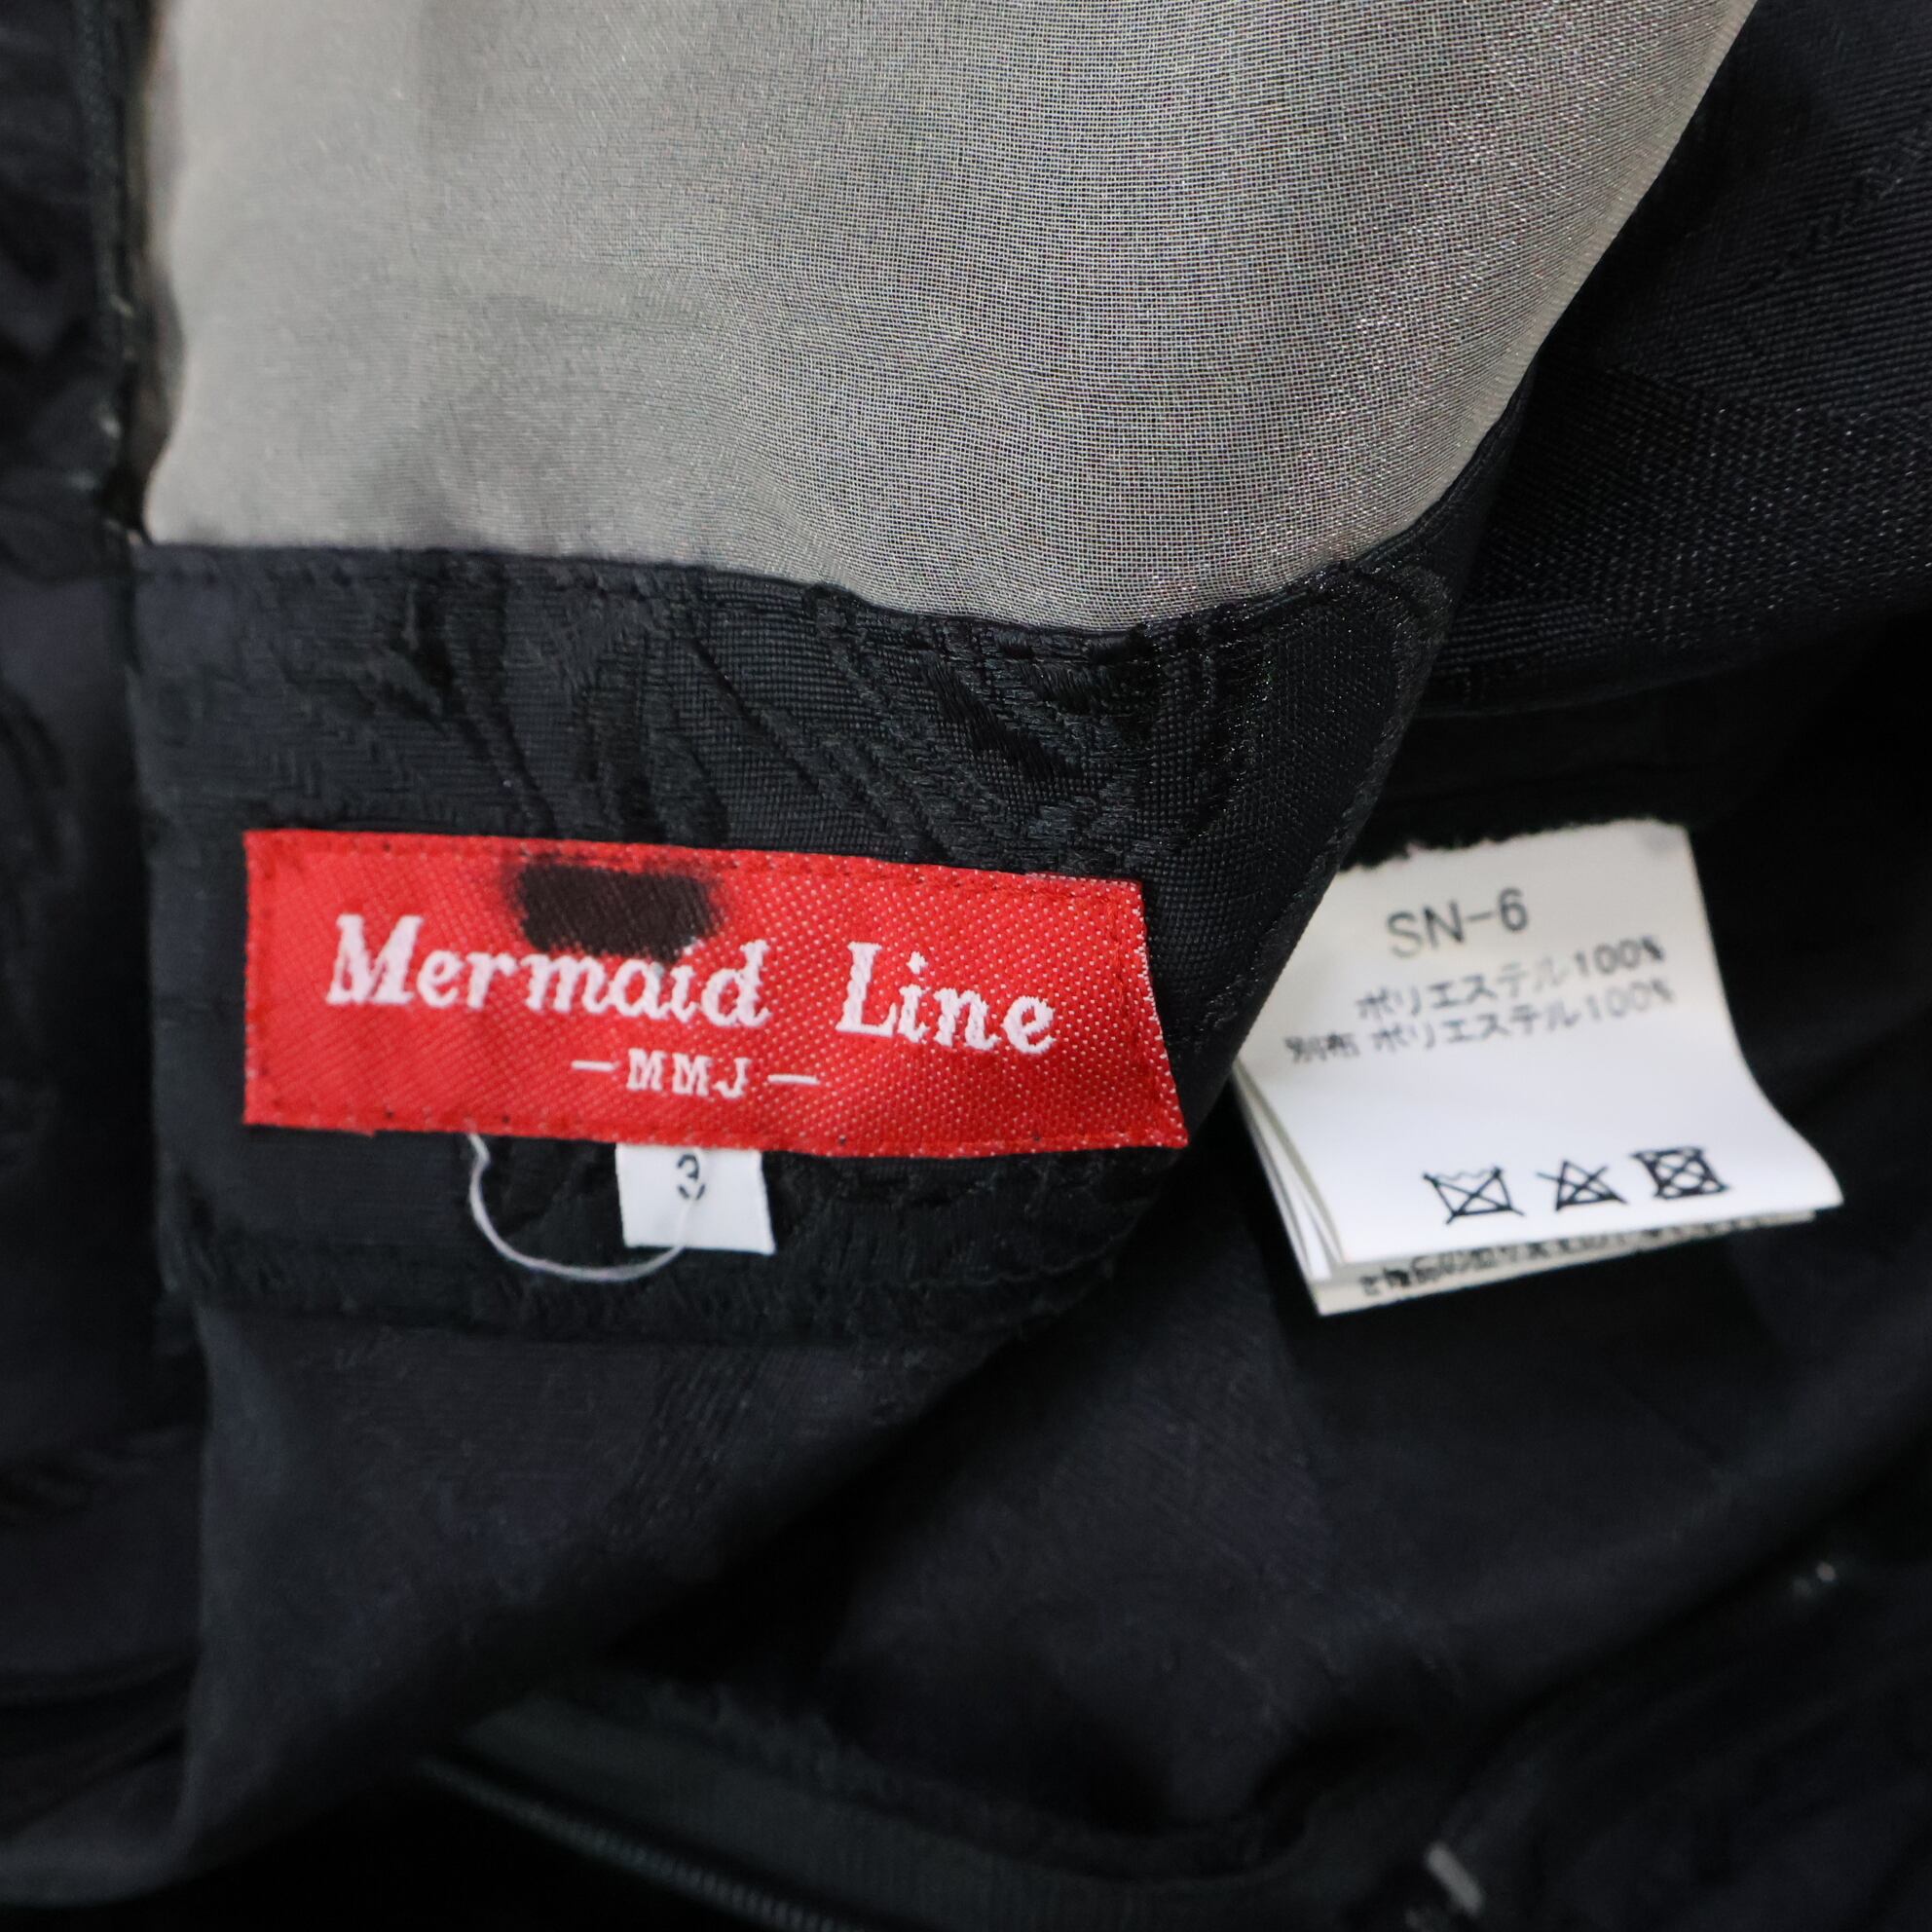 Mermaid Line
—MMJ—
3
SN-6
ポリエステル100%
別布 ポリエステル100%